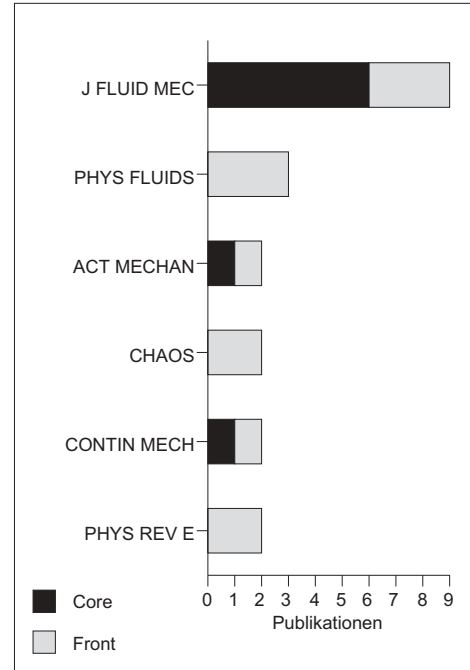 J FLUID MEC
PHYS FLUIDS
ACT MECHAN
CHAOS
CONTIN MECH
PHYS REV E
0 1 2 3 4 5 6 7 8 9
Publikationen
Core
Front